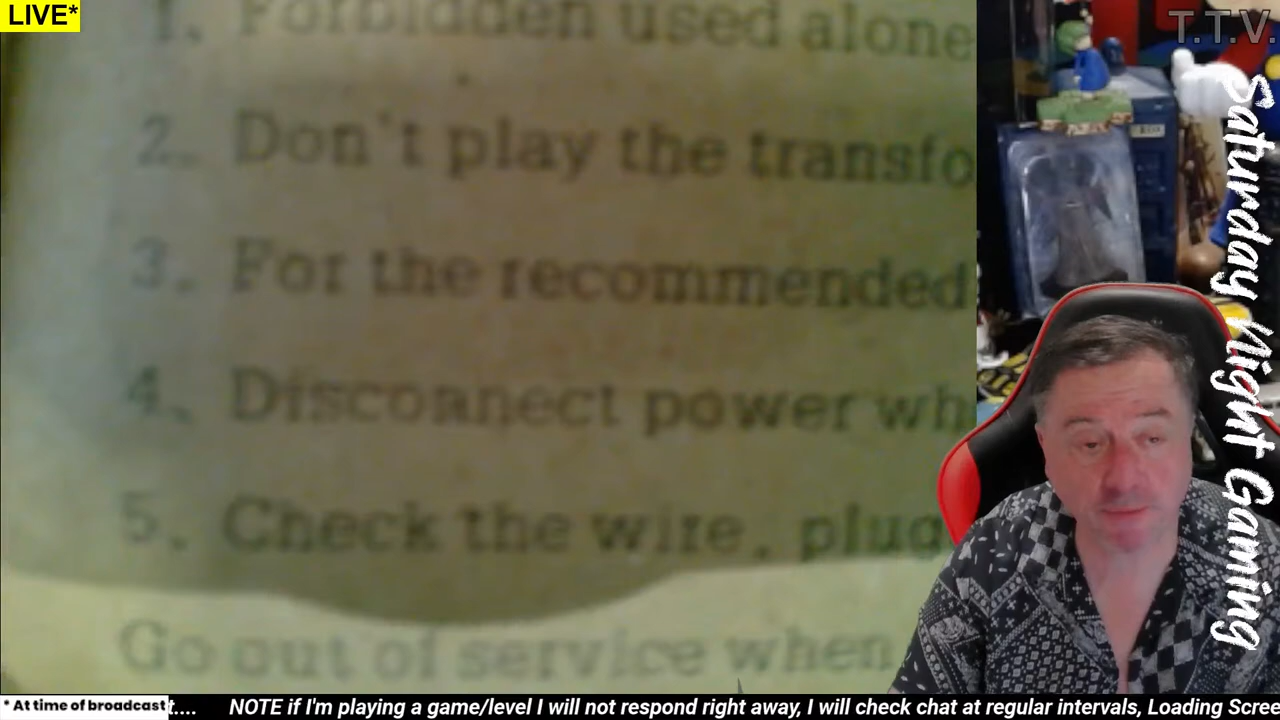 LIVE*
T.T.V.
1. Forbidden used alone
2. Don't play the transfo
3. For the recommended
4. Disconnect power wh
5. Check the wire, plug
Go out of service when
Saturday Night Gaming
* At time of broadcast
t.... NOTE if I'm playing a game/level I will not respond right away, I will check chat at regular intervals, Loading Scree